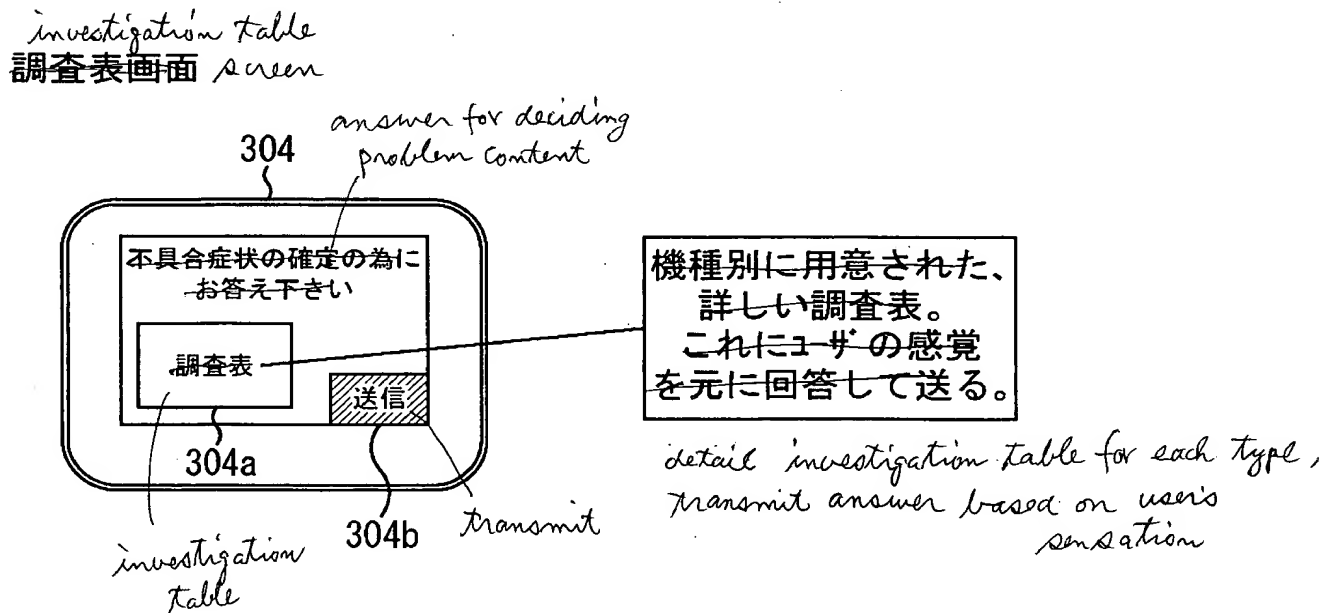 investigation table
調査表画面 screen
answer for deciding
problem content
304
不具合症状の確定の為に
お答え下さい
調査表
送信
304a
304b
transmit
investigation
table
機種別に用意された、
詳しい調査表。
これにﾕｰｻﾞの感覚
を元に回答して送る。
detail investigation table for each type,
transmit answer based on user's
sensation